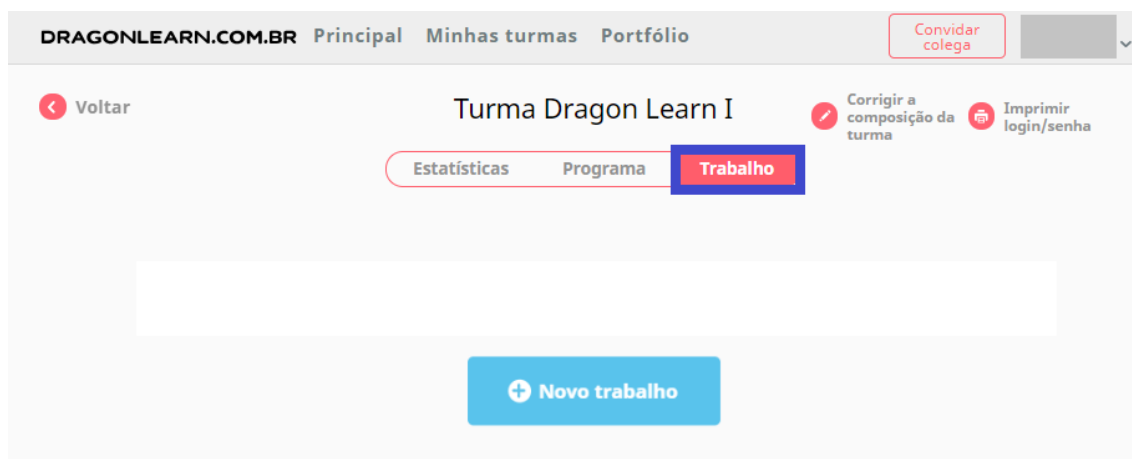 DRAGONLEARN.COM.BR Principal Minhas turmas Portfólio
Convidar
colega
Voltar
Turma Dragon Learn I
Corrigir a
composição da
turma
Imprimir
login/senha
Estatísticas Programa Trabalho
Novo trabalho